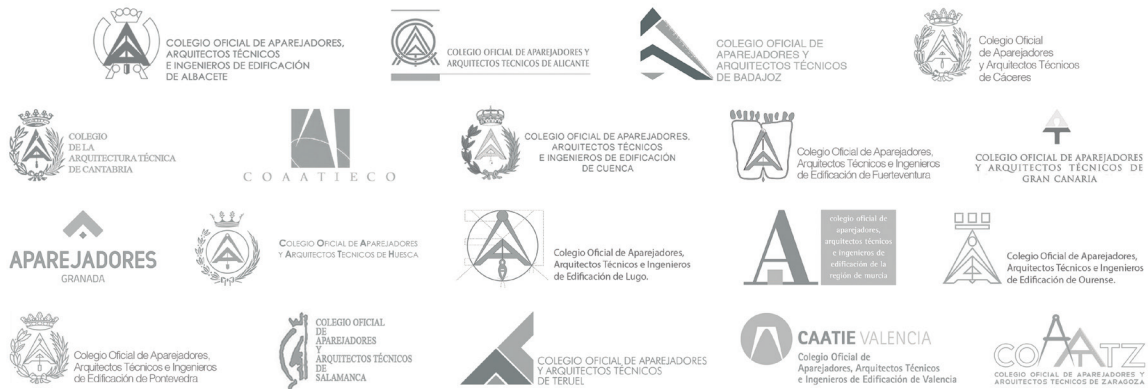 COLEGIO OFICIAL DE APAREJADORES,
ARQUITECTOS TÉCNICOS
E INGENIEROS DE EDIFICACIÓN
DE ALBACETE
COLEGIO OFICIAL DE APAREJADORES Y
ARQUITECTOS TECNICOS DE ALICANTE
COLEGIO OFICIAL DE
APAREJADORES Y
ARQUITECTOS TÉCNICOS
DE BADAJOZ
Colegio Oficial
de Aparejadores
y Arquitectos Técnicos
de Cáceres
COLEGIO
DE LA
ARQUITECTURA TÉCNICA
DE CANTABRIA
COAATIECO
COLEGIO OFICIAL DE APAREJADORES,
ARQUITECTOS TÉCNICOS
E INGENIEROS DE EDIFICACIÓN
DE CUENCA
Colegio Oficial de Aparejadores,
Arquitectos Técnicos e Ingenieros
de Edificación de Fuerteventura
COLEGIO OFICIAL DE APAREJADORES
Y ARQUITECTOS TÉCNICOS DE
GRAN CANARIA
APAREJADORES
GRANADA
COLEGIO OFICIAL DE APAREJADORES
Y ARQUITECTOS TECNICOS DE HUESCA
Colegio Oficial de Aparejadores,
Arquitectos Técnicos e Ingenieros
de Edificación de Lugo.
colegio oficial de
aparejadores,
arquitectos técnicos
e ingenieros de
edificación de la
región de murcia
Colegio Oficial de Aparejadores,
Arquitectos Técnicos e Ingenieros
de Edificación de Ourense.
Colegio Oficial de Aparejadores,
Arquitectos Técnicos e Ingenieros
de Edificación de Pontevedra
COLEGIO OFICIAL
DE
APAREJADORES
Y
ARQUITECTOS TÉCNICOS
DE
SALAMANCA
COLEGIO OFICIAL DE APAREJADORES
Y ARQUITECTOS TÉCNICOS
DE TERUEL
CAATIE VALENCIA
Colegio Oficial de
Aparejadores, Arquitectos Técnicos
e Ingenieros de Edificación de Valencia
COAATZ
COLEGIO OFICIAL DE APAREJADORES Y
ARQUITECTOS TECNICOS DE ZARAGOZA